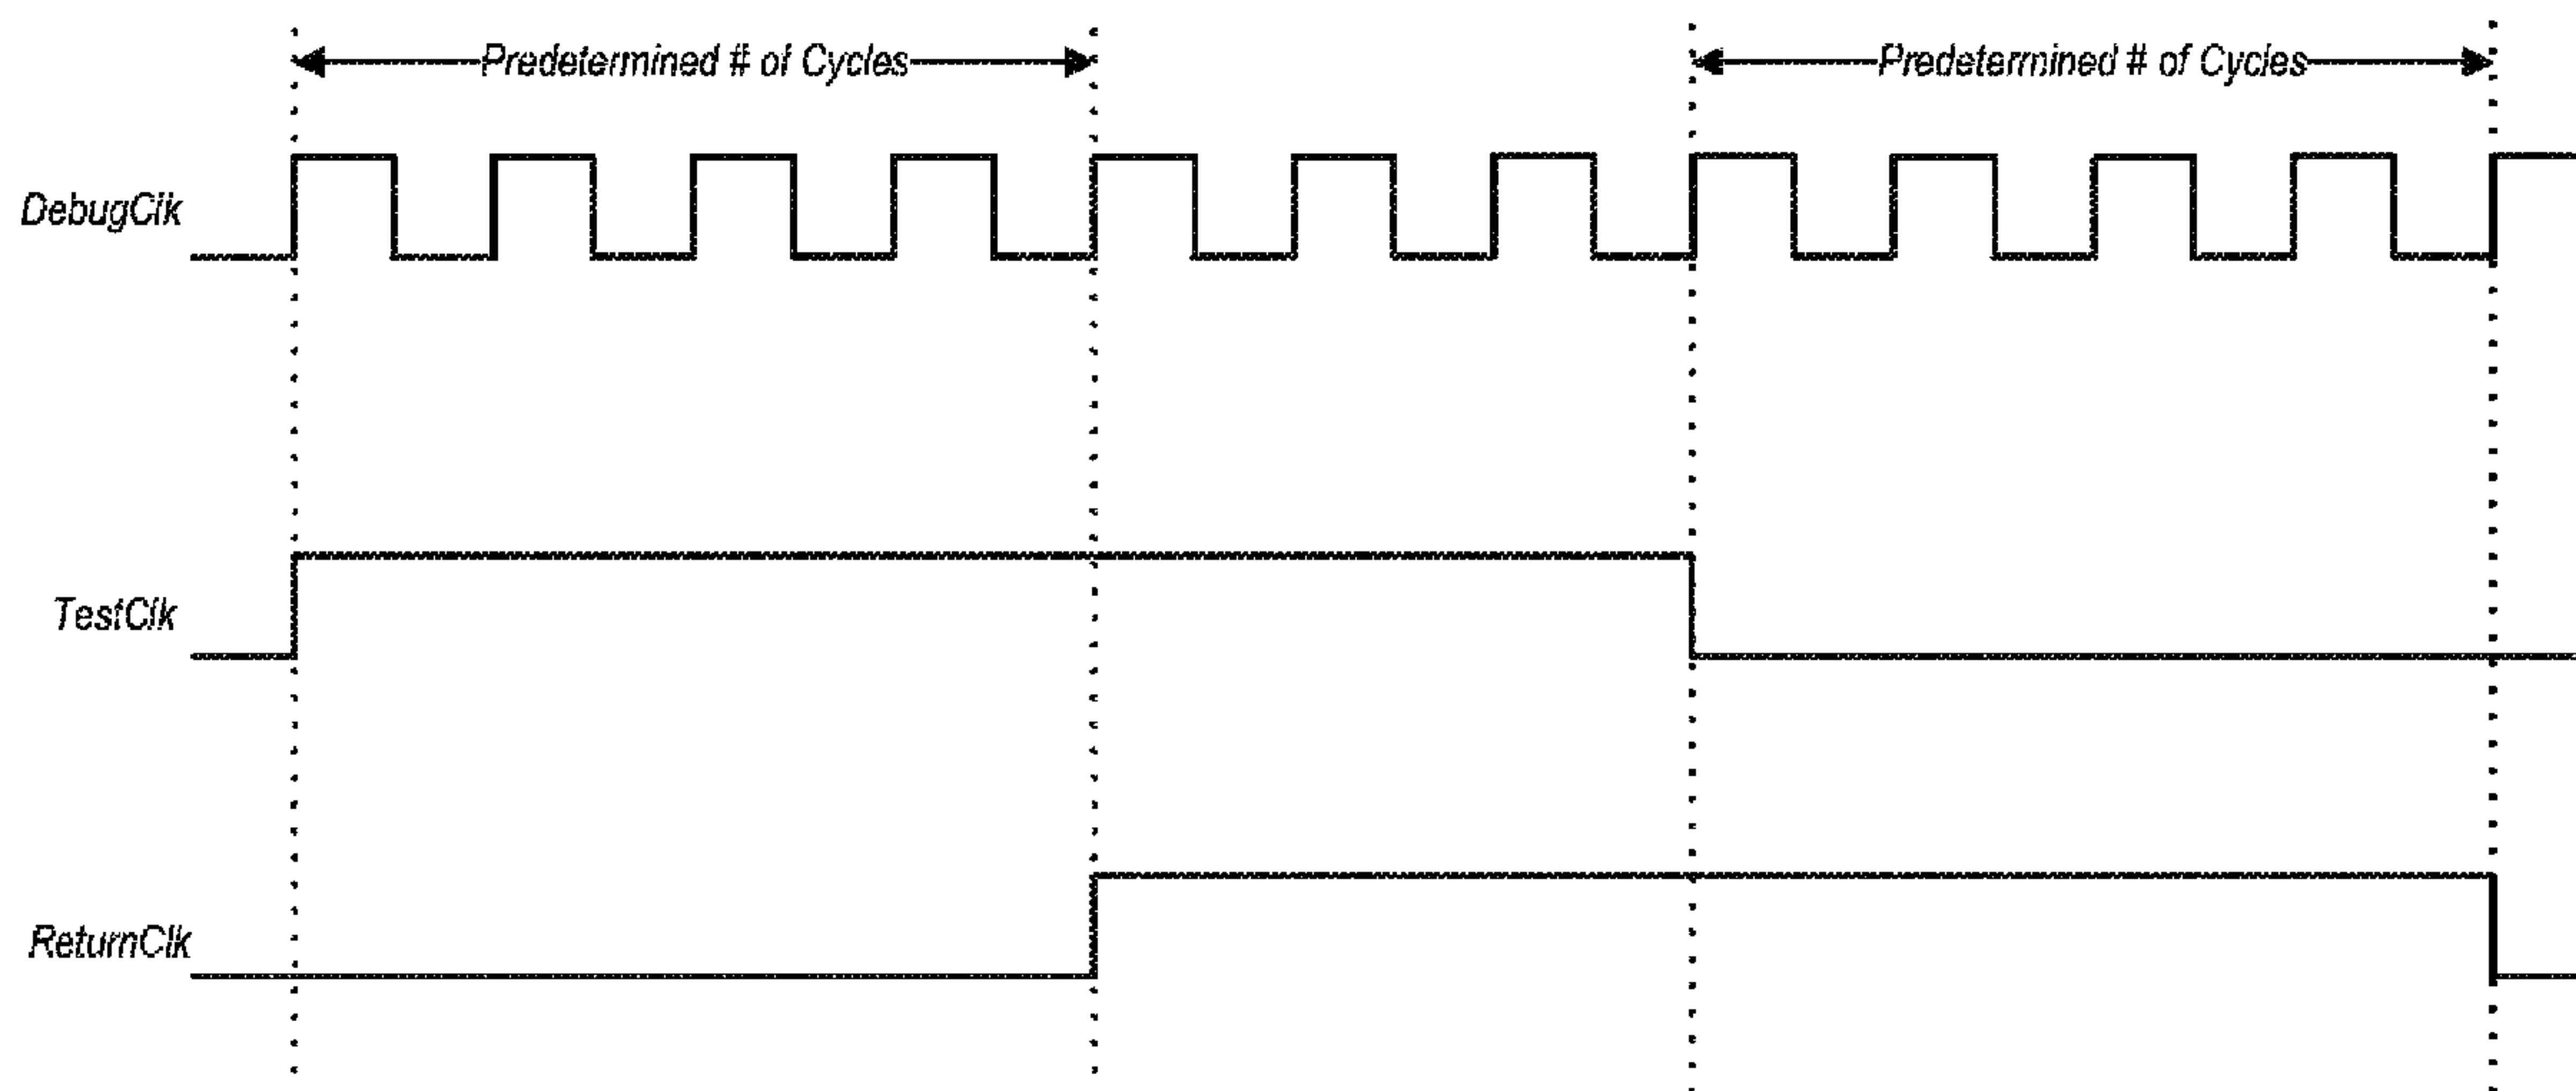 Predetermined # of Cycles
Predetermined # of Cycles
DebugClk
TestClk
ReturnClk